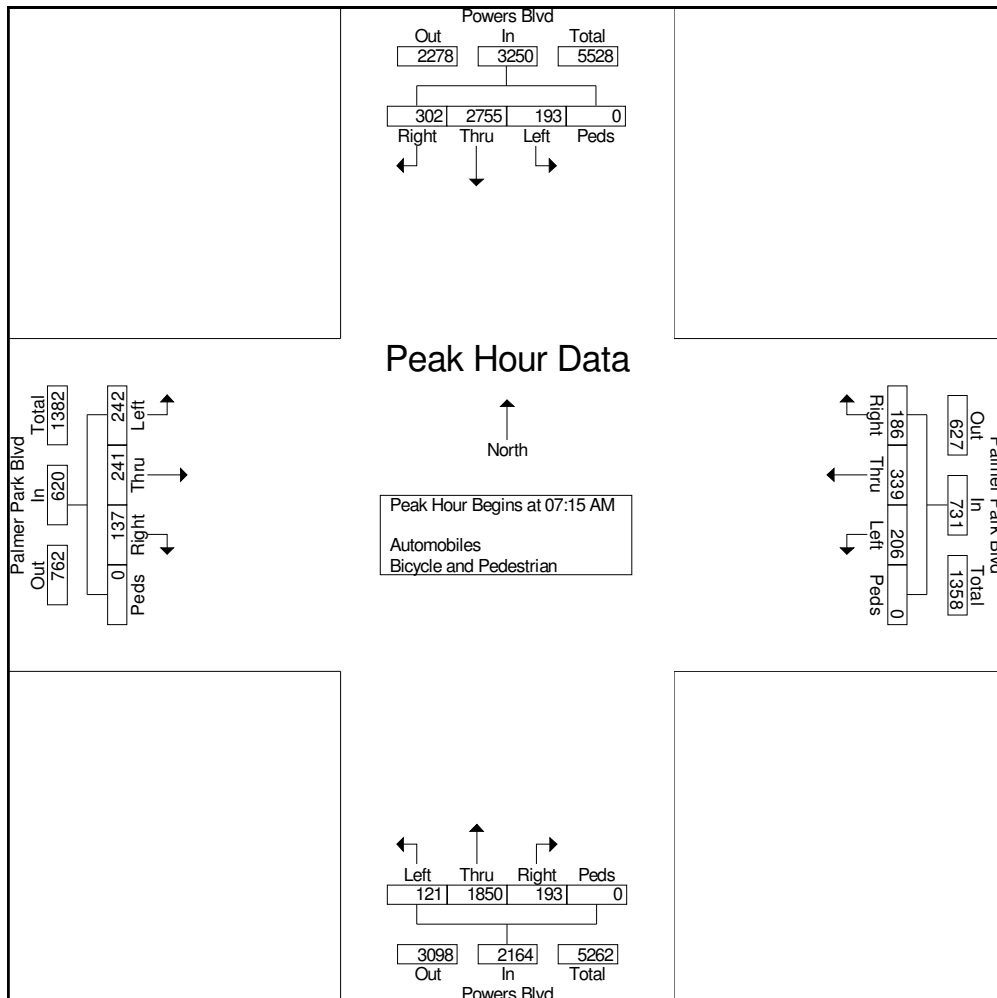 Powers Blvd
Out In Total
2278 3250 5528
302 2755 193 0
Right Thru Left Peds
Peak Hour Data
North
Peak Hour Begins at 07:15 AM
Automobiles
Bicycle and Pedestrian
Palmer Park Blvd
Out In Total
762 620 1382
242 241 137 0
Left Thru Right Peds
Palmer Park Blvd
Out In Total
627 731 1358
186 339 206 0
Right Thru Left Peds
Left Thru Right Peds
121 1850 193 0
3098 2164 5262
Out In Total
Powers Blvd